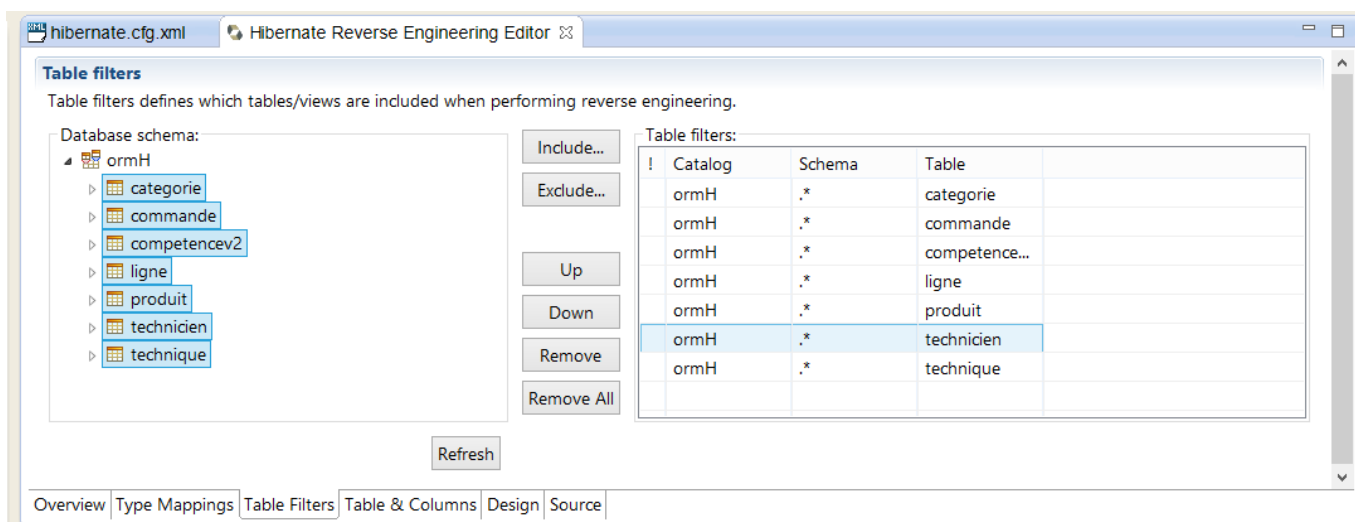 hibernate.cfg.xml Hibernate Reverse Engineering Editor
Table filters
Table filters defines which tables/views are included when performing reverse engineering.
Database schema:
ormH
categorie
commande
competencev2
ligne
produit
technicien
technique
Refresh
Include...
Exclude...
Up
Down
Remove
Remove All
Table filters:
! Catalog Schema Table
ormH .* categorie
ormH .* commande
ormH .* competence...
ormH .* ligne
ormH .* produit
ormH .* technicien
ormH .* technique
Overview Type Mappings Table Filters Table & Columns Design Source